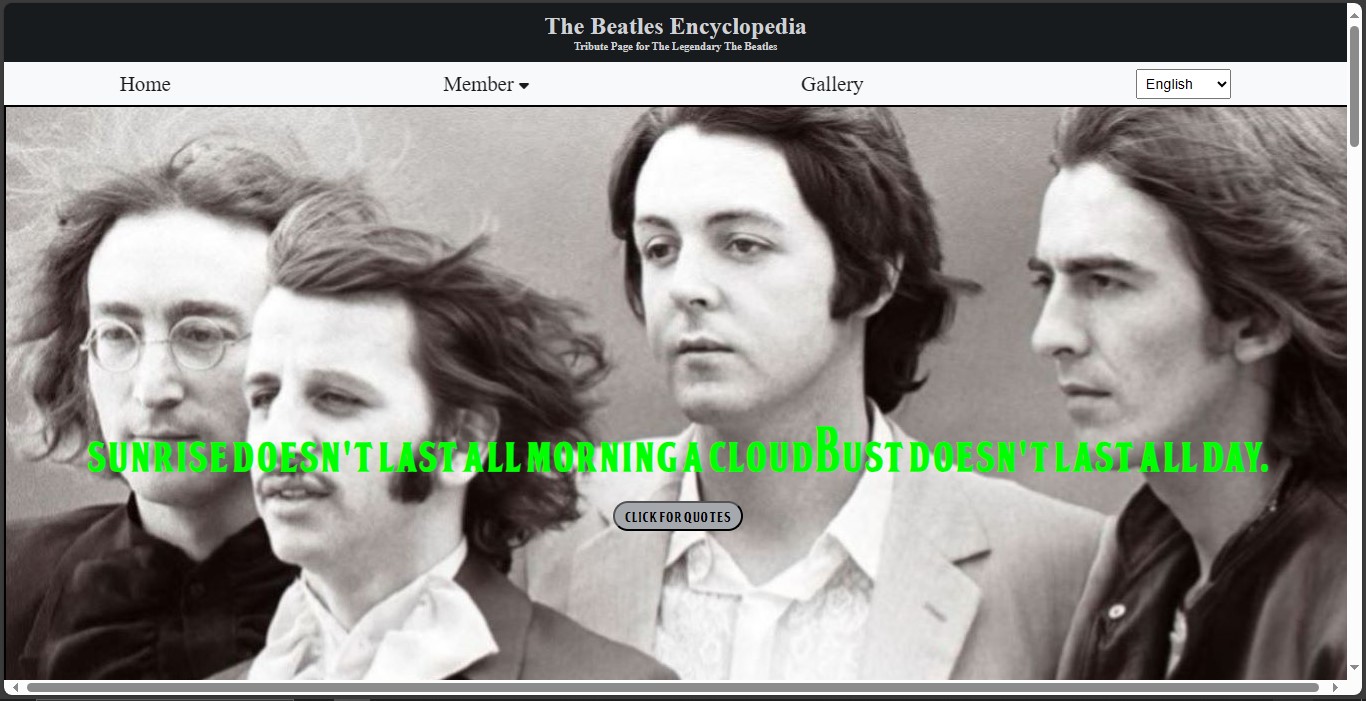 The Beatles Encyclopedia
Tribute Page for The Legendary The Beatles
Home Member Gallery English
SUNRISE DOESN'T LAST ALL MORNING A CLOUDBUST DOESN'T LAST ALL DAY.
CLICK FOR QUOTES